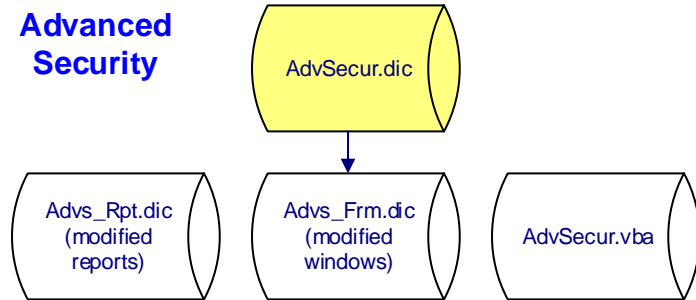 Advanced
Security
AdvSecur.dic
Advs_Rpt.dic
(modified
reports)
Advs_Frm.dic
(modified
windows)
AdvSecur.vba